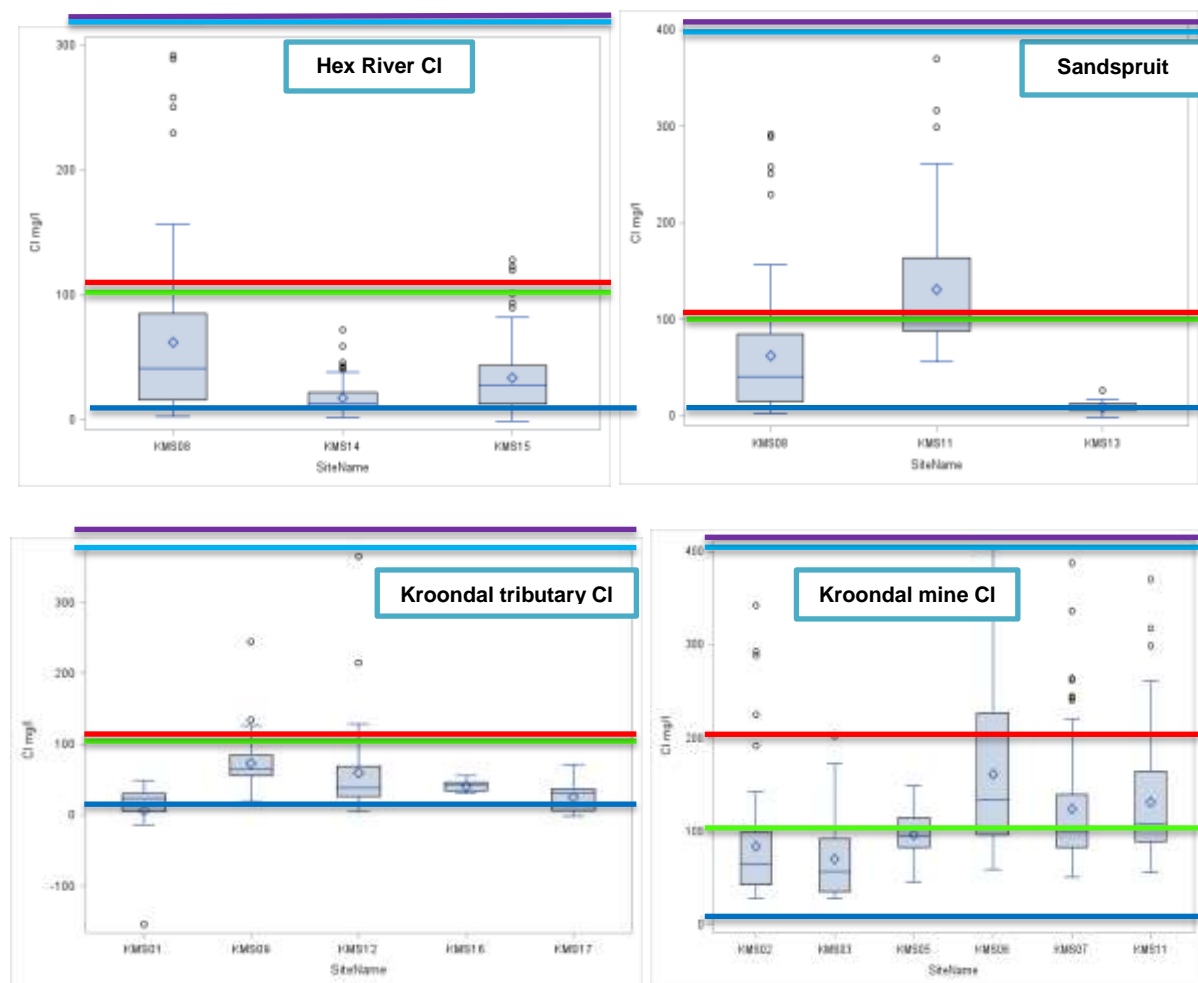 Hex River Cl
300
200
100
0
Cl mg/l
KMS08 KMS14 KMS15
SiteName
Sandspruit
400
300
200
100
0
Cl mg/l
KMS08 KMS11 KMS13
SiteName
Kroondal tributary Cl
300
200
100
0
-100
Cl mg/l
KMS01 KMS09 KMS12 KMS16 KMS17
SiteName
Kroondal mine Cl
400
300
200
100
0
Cl mg/l
KMS02 KMS03 KMS05 KMS06 KMS07 KMS11
SiteName